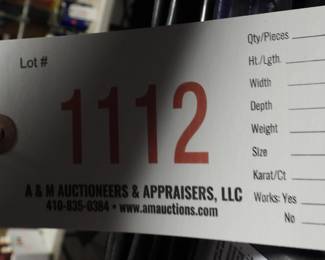 Lot #
1112
A & M AUCTIONEERS & APPRAISERS, LLC
410-835-0384 • www.amauctions.com
Qty/Pieces
Ht./Lgth.
Width
Depth
Weight
Size
Karat/Ct
Works: Yes
No